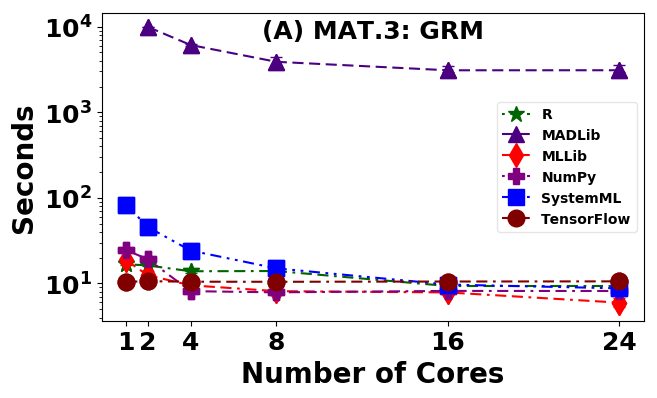 (A) MAT.3: GRM
Seconds
10⁴
10³
10²
10¹
R
MADLib
MLLib
NumPy
SystemML
TensorFlow
1 2 4 8 16 24
Number of Cores